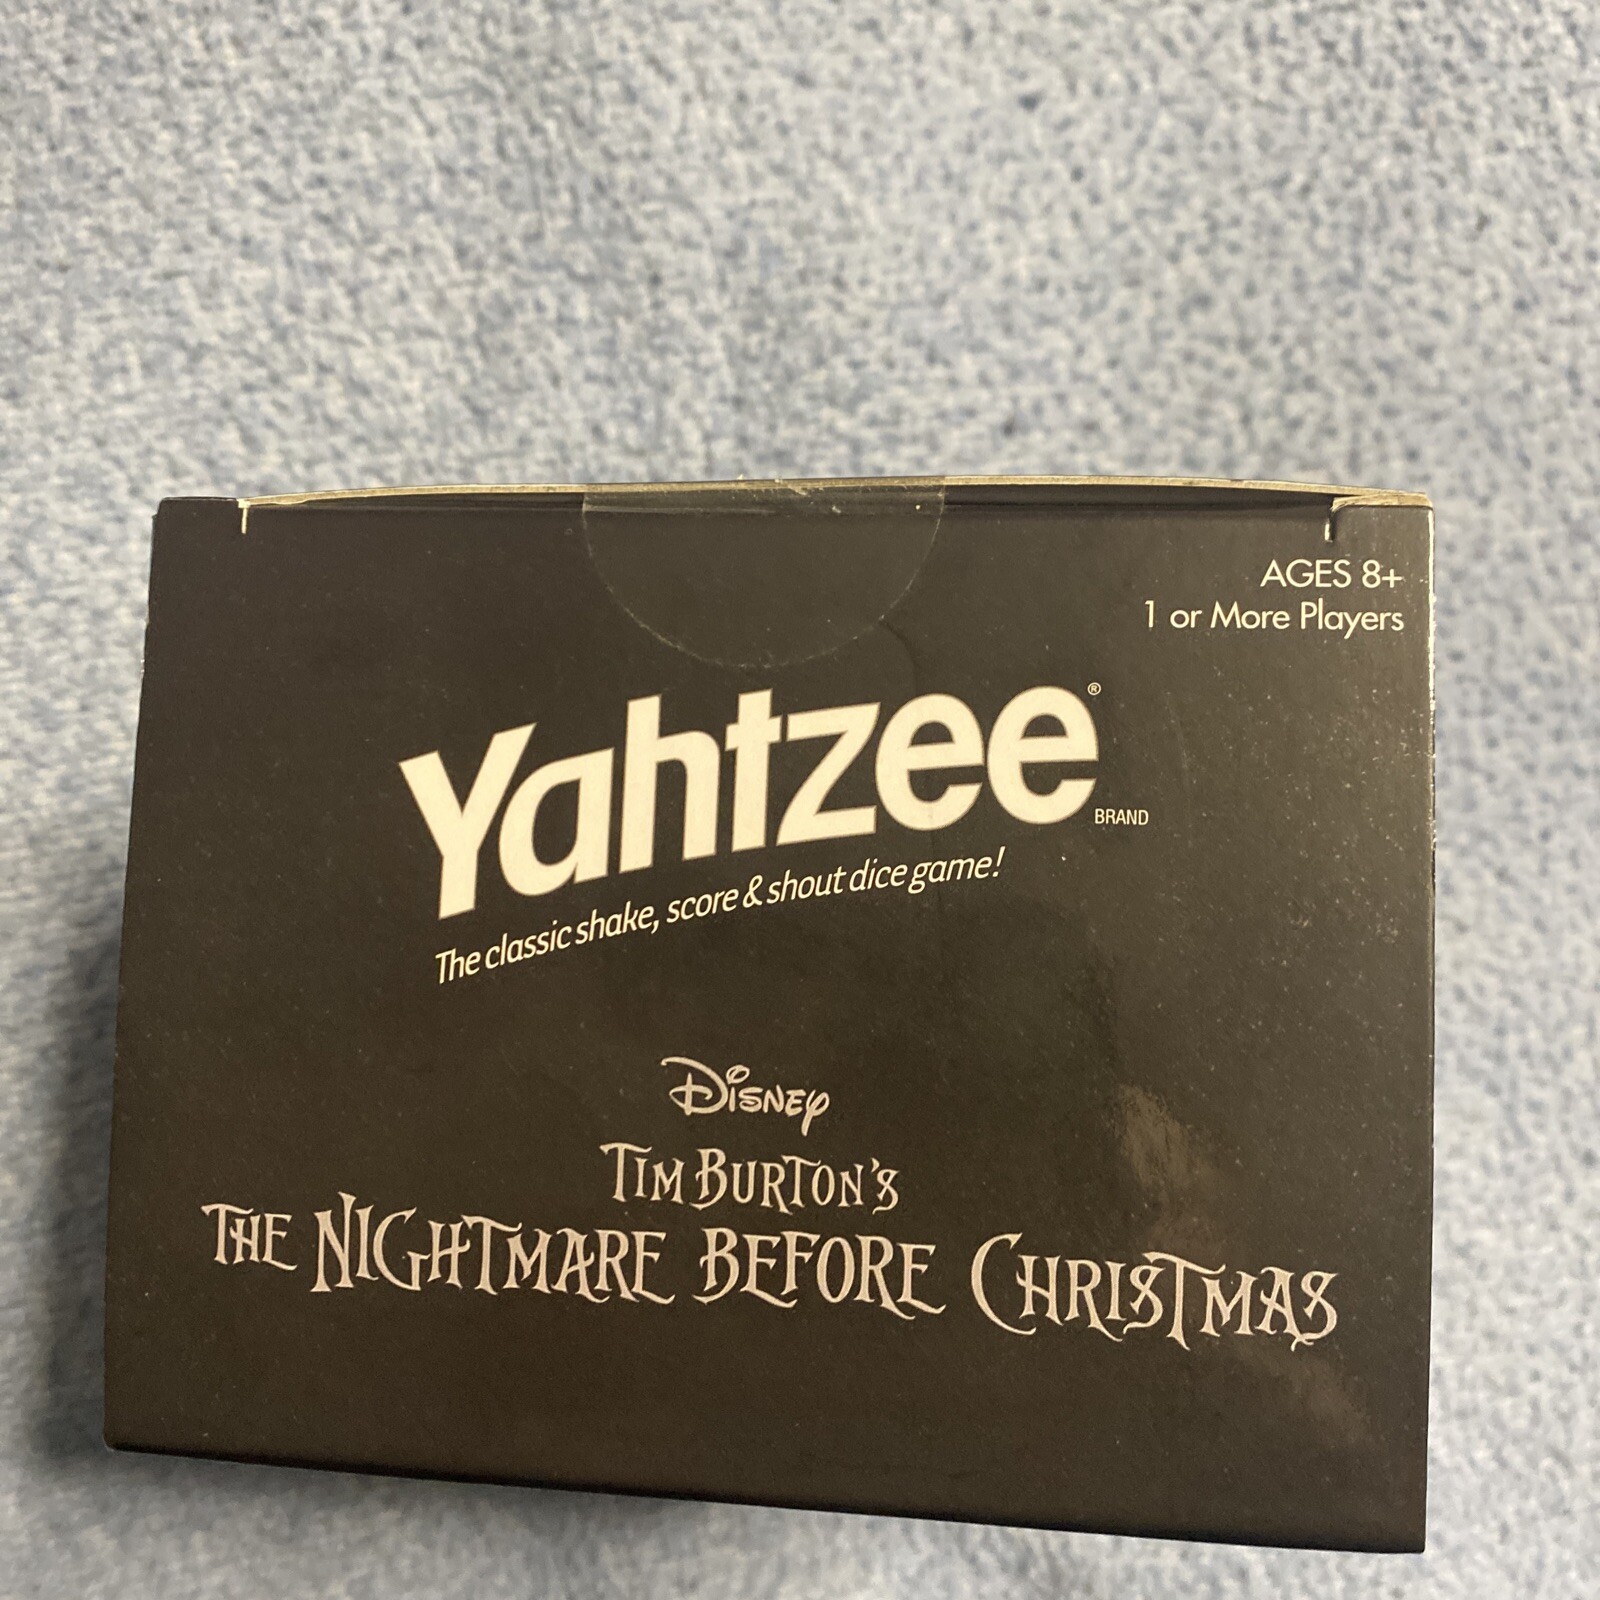 AGES 8+
1 or More Players
Yahtzee®
BRAND
The classic shake, score & shout dice game!
Disney
TIM BURTON'S
THE NIGHTMARE BEFORE CHRISTMAS